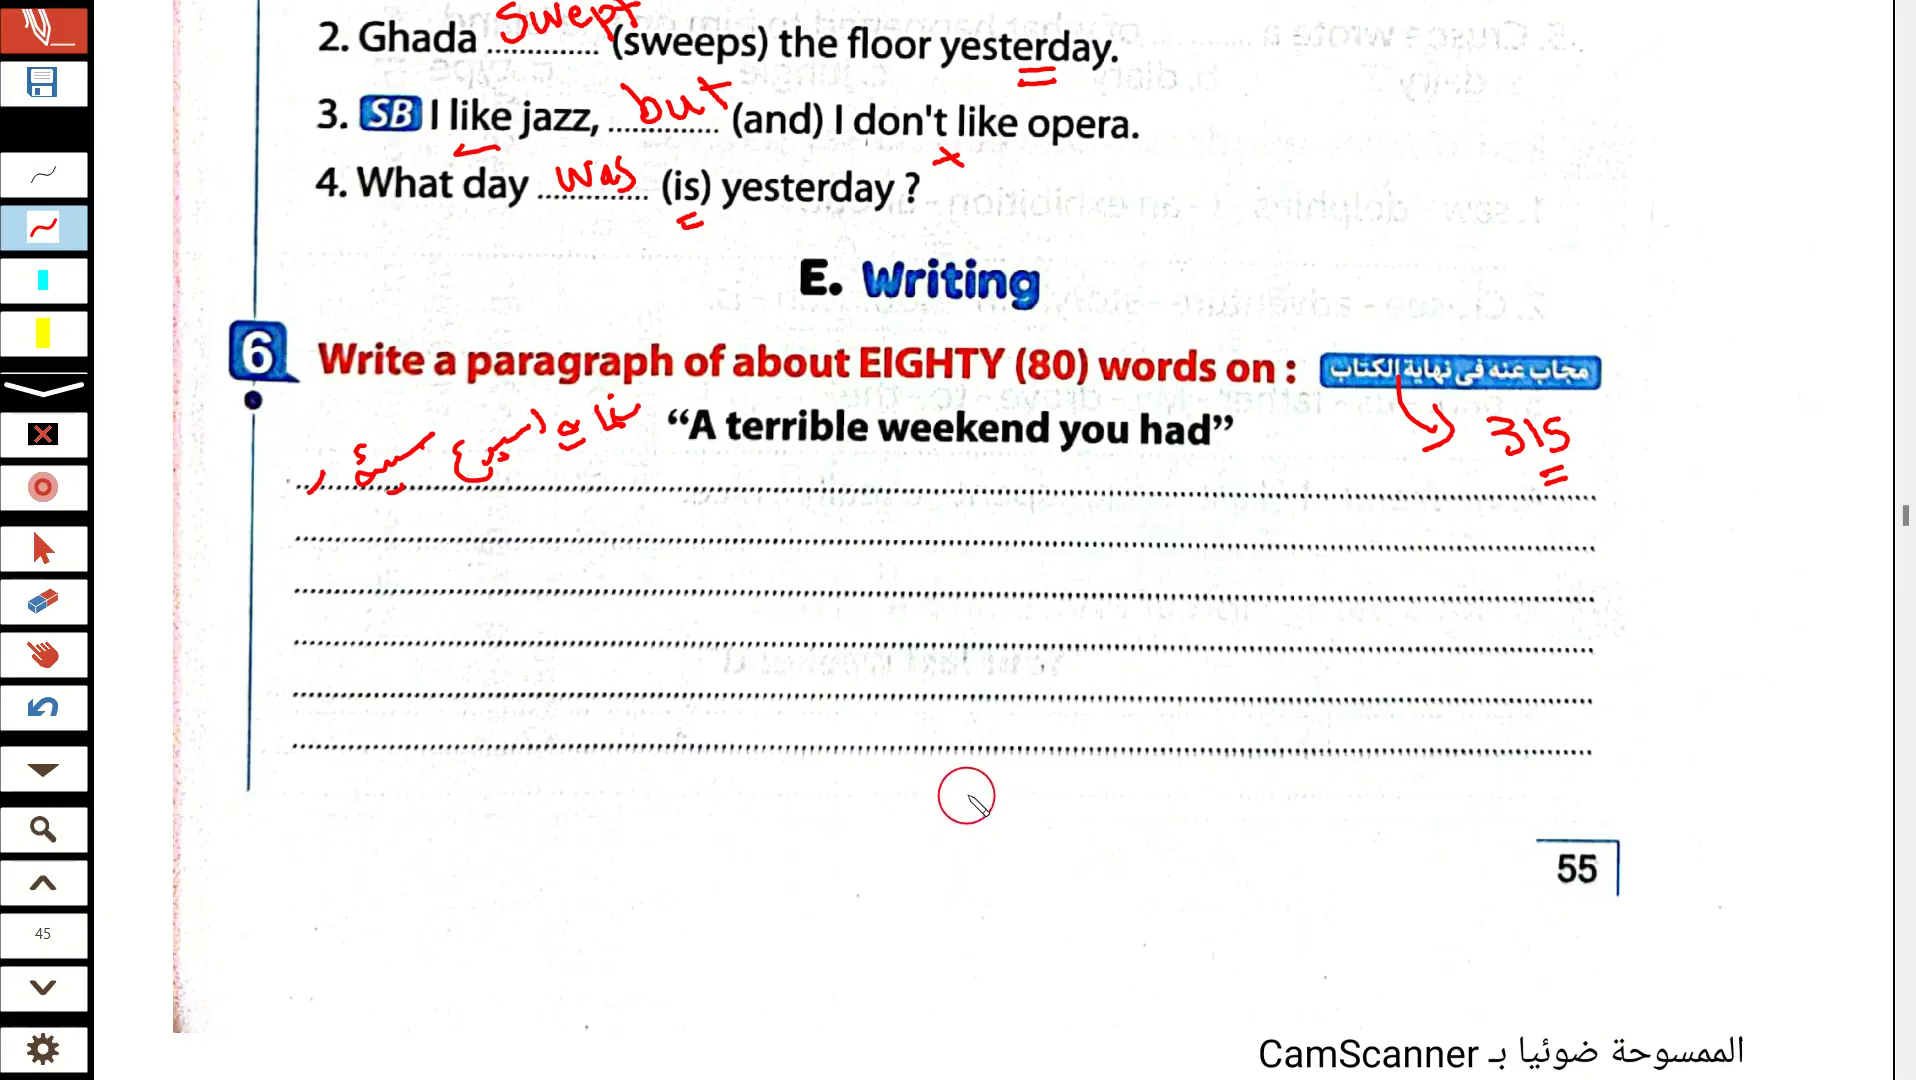 2. Ghada swept (sweeps) the floor yesterday.
3. SB I like jazz, but (and) I don't like opera.
4. What day was (is) yesterday ?
E. Writing
6 Write a paragraph of about EIGHTY (80) words on : مجاب عنه فى نهاية الكتاب
"A terrible weekend you had" 315
55
45
الممسوحة ضوئيا بـ CamScanner